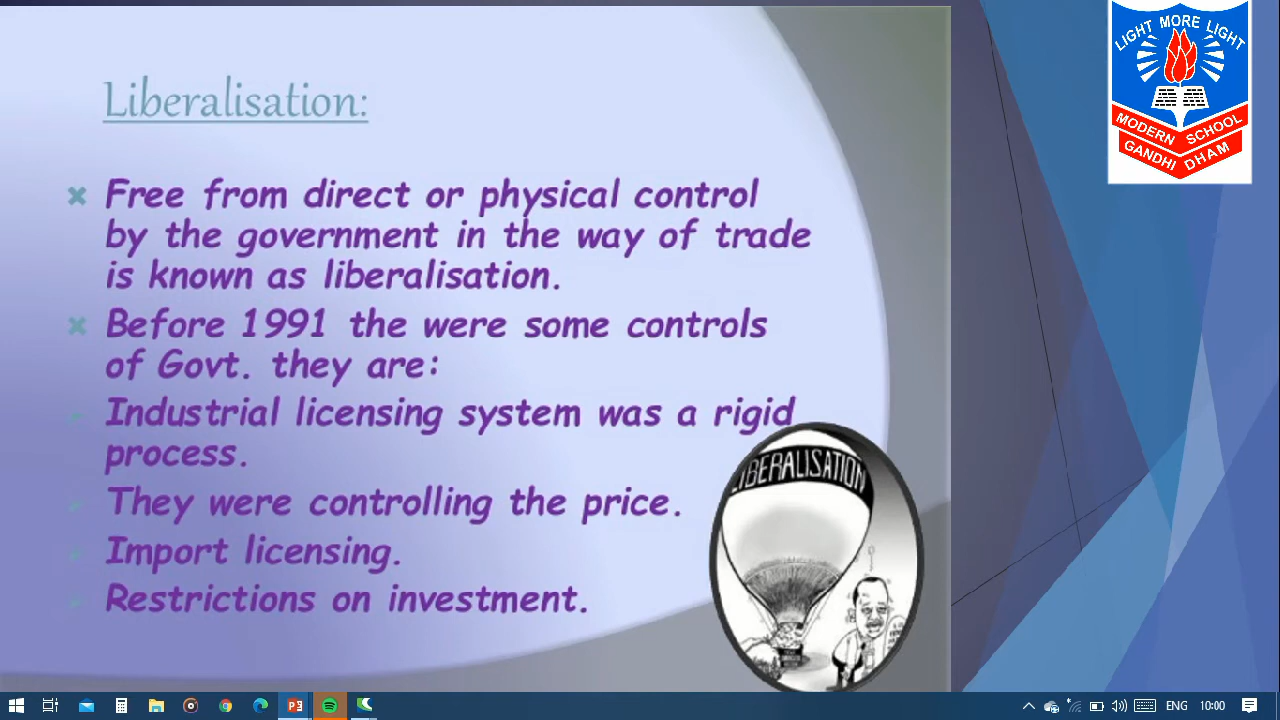 LIGHT MORE LIGHT
MODERN SCHOOL
GANDHI DHAM
Liberalisation:
Free from direct or physical control
by the government in the way of trade
is known as liberalisation.
Before 1991 the were some controls
of Govt. they are:
Industrial licensing system was a rigid
process.
They were controlling the price.
Import licensing.
Restrictions on investment.
LIBERALISATION
ENG
10:00